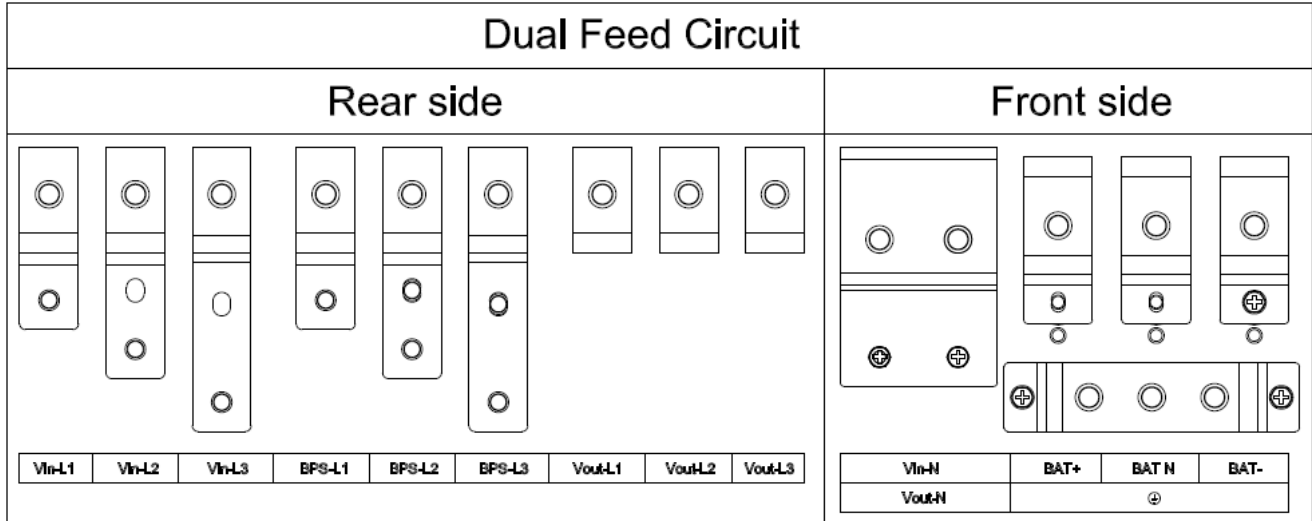 Dual Feed Circuit
Rear side
Front side
Vin-L1 Vin-L2 Vin-L3 BPS-L1 BPS-L2 BPS-L3 Vout-L1 Vout-L2 Vout-L3
Vin-N BAT+ BAT N BAT-
Vout-N ⏚